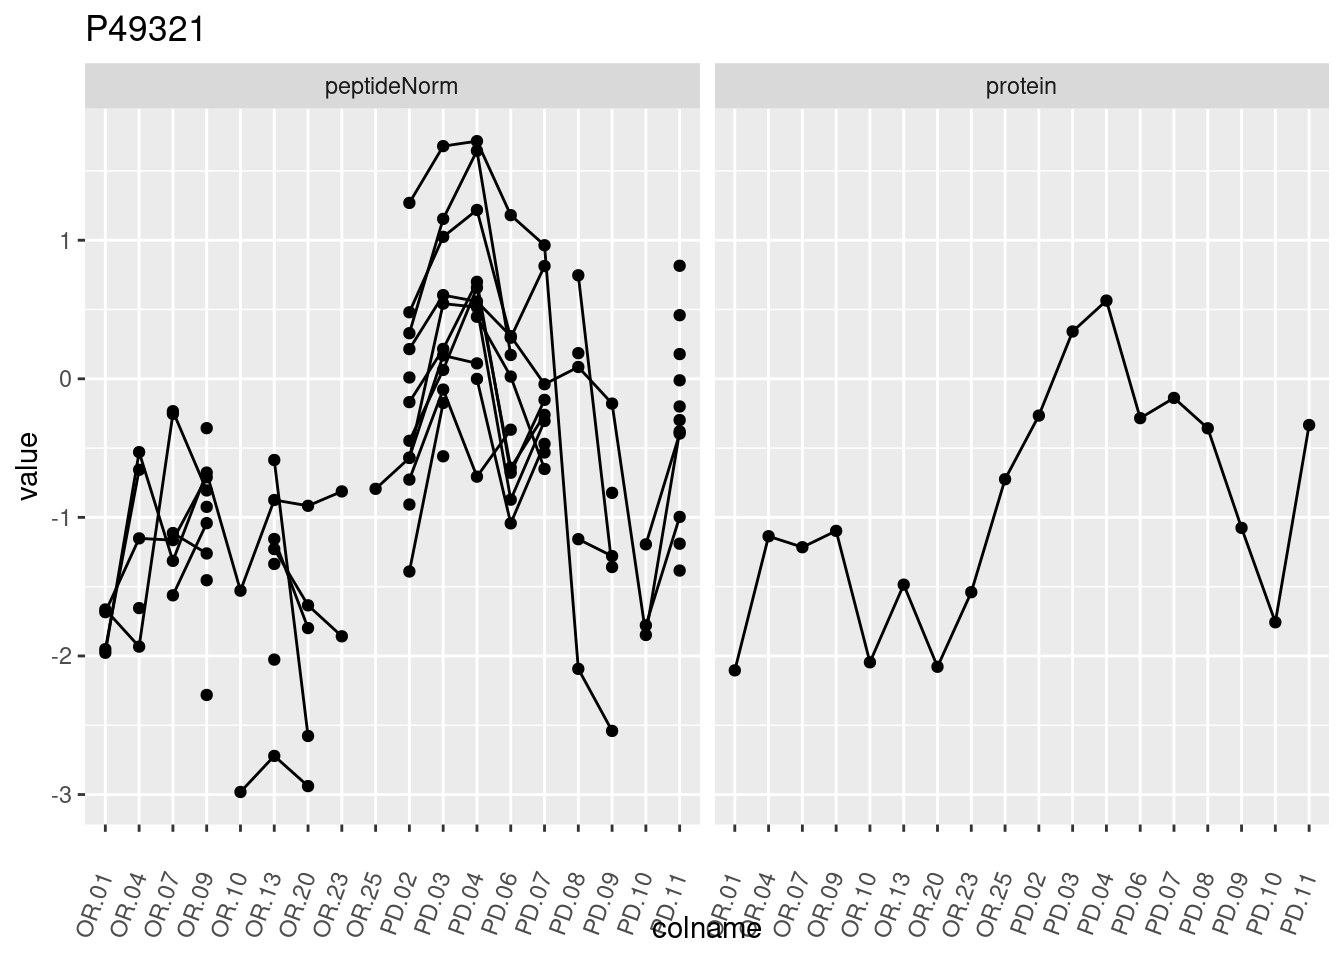 P49321
peptideNorm
protein
value
1
0
-1
-2
-3
OR.01
OR.04
OR.07
OR.09
OR.10
OR.13
OR.20
OR.23
OR.25
PD.02
PD.03
PD.04
PD.06
PD.07
PD.08
PD.09
PD.10
PD.11
OR.01
OR.04
OR.07
OR.09
OR.10
OR.13
OR.20
OR.23
OR.25
PD.02
PD.03
PD.04
PD.06
PD.07
PD.08
PD.09
PD.10
PD.11
colname